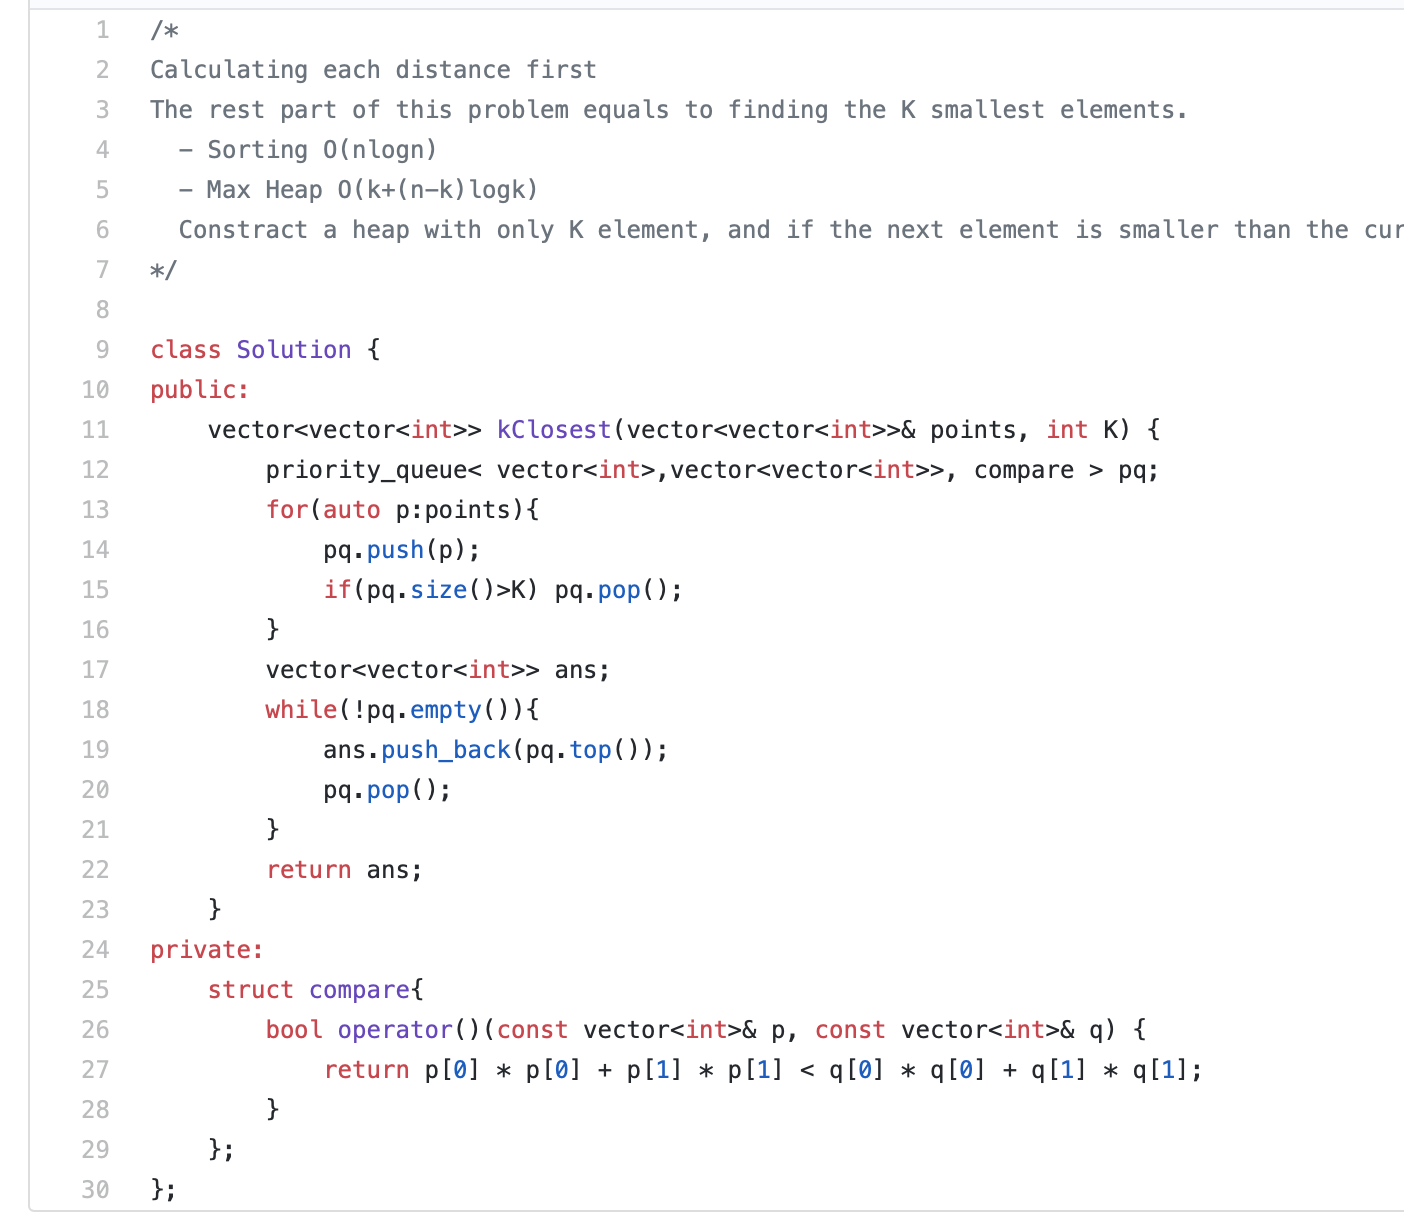 1 /*
2 Calculating each distance first
3 The rest part of this problem equals to finding the K smallest elements.
4   - Sorting O(nlogn)
5   - Max Heap O(k+(n-k)logk)
6   Constract a heap with only K element, and if the next element is smaller than the cur
7 */
8
9 class Solution {
10 public:
11     vector<vector<int>> kClosest(vector<vector<int>>& points, int K) {
12         priority_queue< vector<int>,vector<vector<int>>, compare > pq;
13         for(auto p:points){
14             pq.push(p);
15             if(pq.size()>K) pq.pop();
16         }
17         vector<vector<int>> ans;
18         while(!pq.empty()){
19             ans.push_back(pq.top());
20             pq.pop();
21         }
22         return ans;
23     }
24 private:
25     struct compare{
26         bool operator()(const vector<int>& p, const vector<int>& q) {
27             return p[0] * p[0] + p[1] * p[1] < q[0] * q[0] + q[1] * q[1];
28         }
29     };
30 };